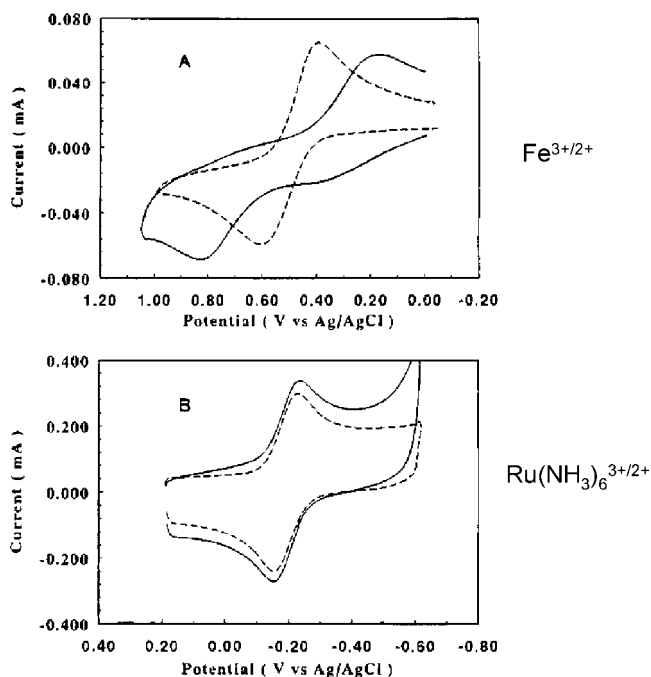 0.080
0.040
0.000
-0.040
-0.080
Current ( mA )
A
1.20 1.00 0.80 0.60 0.40 0.20 0.00 -0.20
Potential ( V vs Ag/AgCl )
Fe³⁺/²⁺
0.400
0.200
0.000
-0.200
-0.400
Current ( mA )
B
0.40 0.20 0.00 -0.20 -0.40 -0.60 -0.80
Potential ( V vs Ag/AgCl )
Ru(NH₃)₆³⁺/²⁺